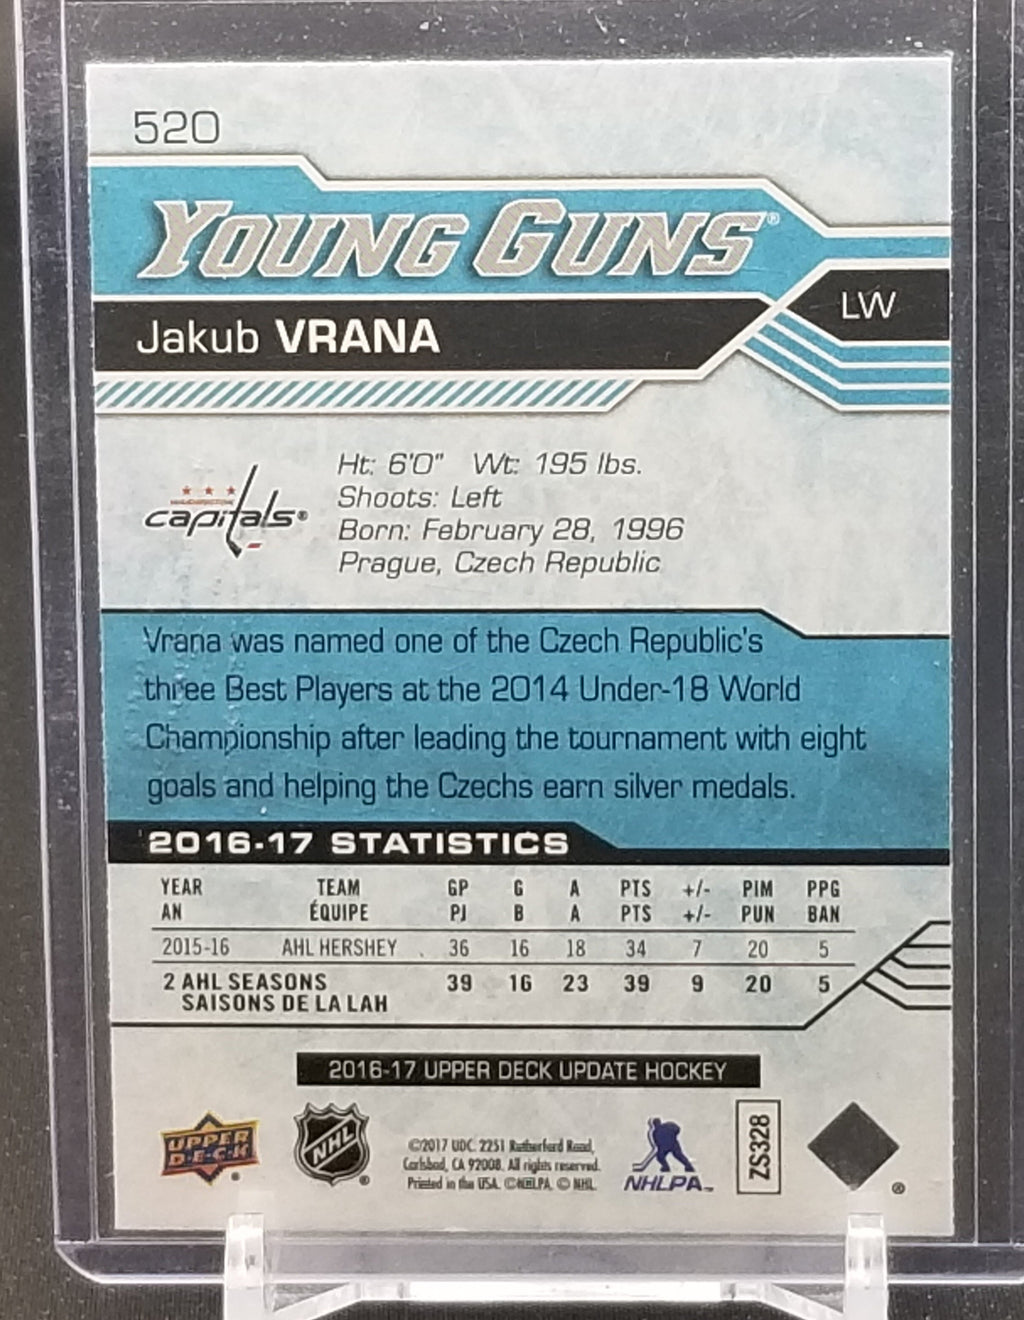 520
YOUNG GUNS®
LW
Jakub VRANA
Ht: 6'0" Wt: 195 lbs.
Shoots: Left
Born: February 28, 1996
Prague, Czech Republic
WASHINGTON
capitals®
Vrana was named one of the Czech Republic's
three Best Players at the 2014 Under-18 World
Championship after leading the tournament with eight
goals and helping the Czechs earn silver medals.
2016-17 STATISTICS
YEAR TEAM GP G A PTS +/- PIM PPG
AN ÉQUIPE PJ B A PTS +/- PUN BAN
2015-16 AHL HERSHEY 36 16 18 34 7 20 5
2 AHL SEASONS 39 16 23 39 9 20 5
SAISONS DE LA LAH
2016-17 UPPER DECK UPDATE HOCKEY
UPPER
D·E·C·K
®
NHL
®
©2017 UDC. 2251 Rutherford Road,
Carlsbad, CA 92008. All rights reserved.
Printed in the USA. ©NHLPA. © NHL
NHLPA™
ZS328
®